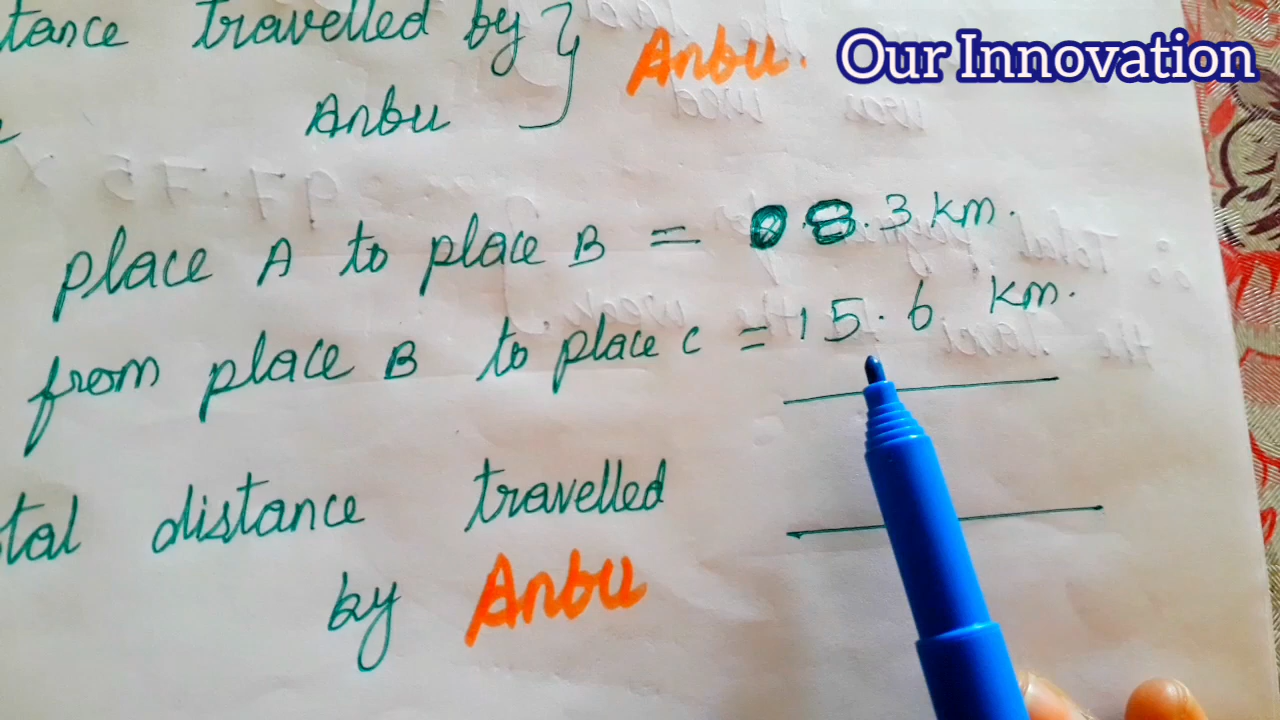 tance travelled by } Anbu.
Anbu
Our Innovation
place A to place B = 08.3 km.
from place B to place C = 15.6 km.
tal distance travelled
by Anbu